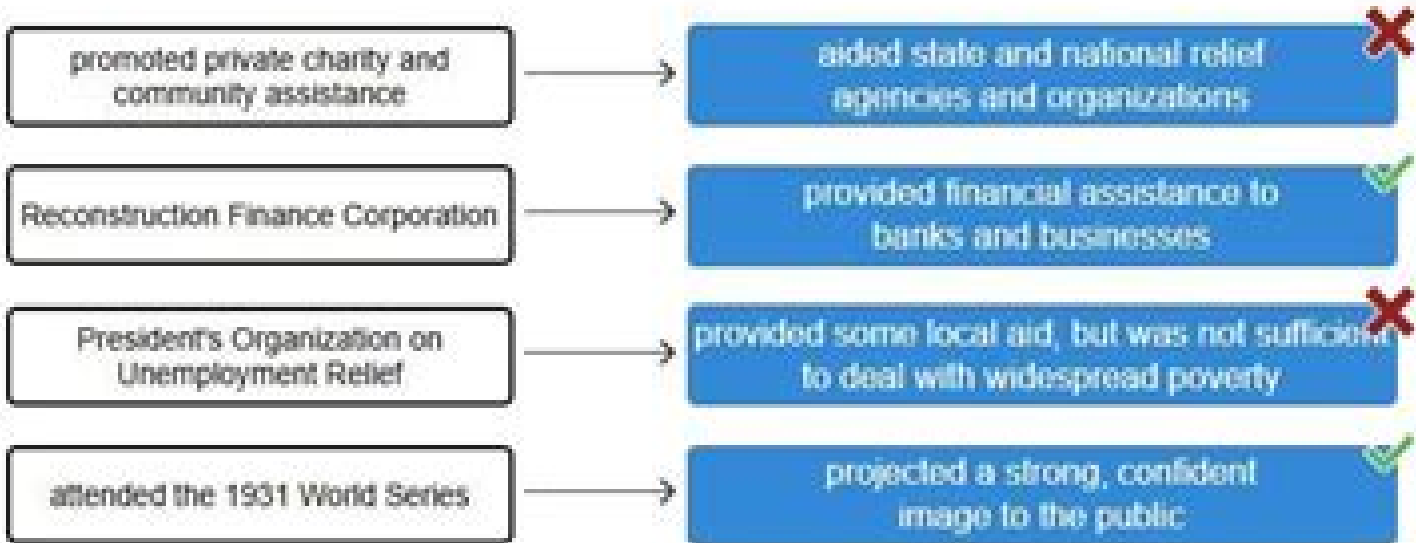 promoted private charity and
community assistance
aided state and national relief
agencies and organizations
Reconstruction Finance Corporation
provided financial assistance to
banks and businesses
President's Organization on
Unemployment Relief
provided some local aid, but was not sufficient
to deal with widespread poverty
attended the 1931 World Series
projected a strong, confident
image to the public